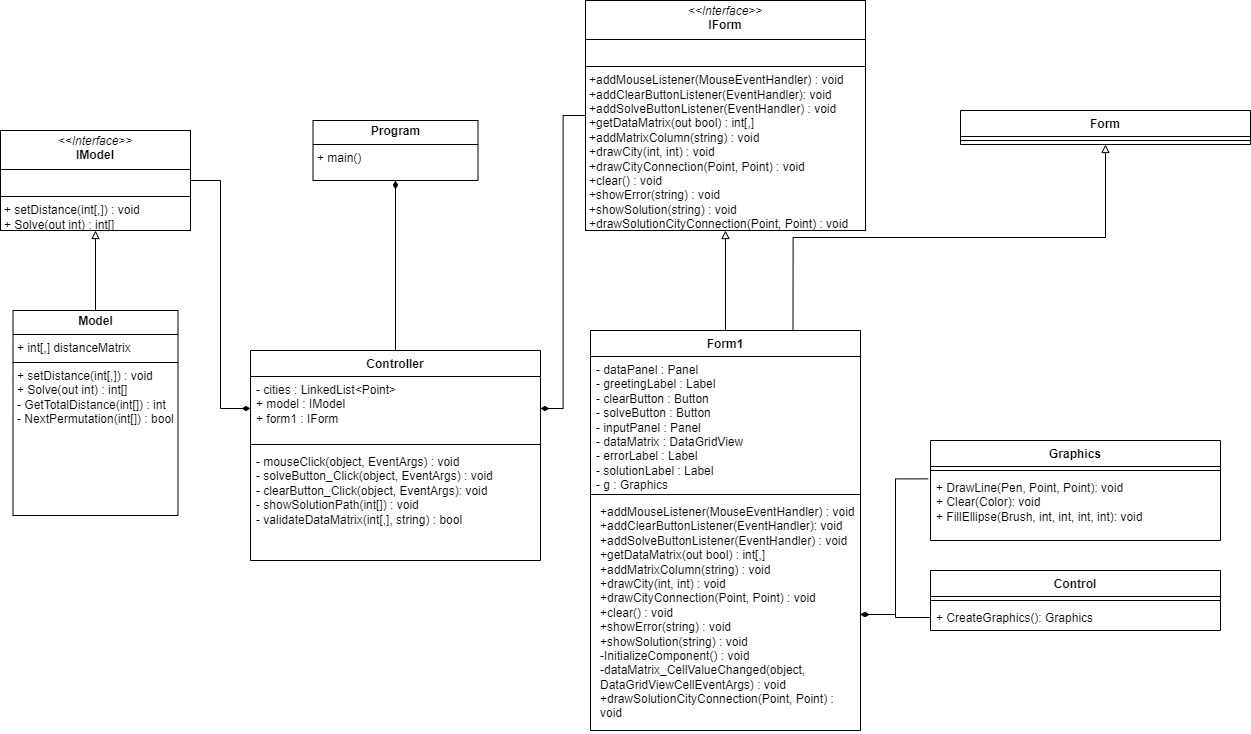 <<Interface>>
IForm
+addMouseListener(MouseEventHandler) : void
+addClearButtonListener(EventHandler): void
+addSolveButtonListener(EventHandler) : void
+getDataMatrix(out bool) : int[,]
+addMatrixColumn(string) : void
+drawCity(int, int) : void
+drawCityConnection(Point, Point) : void
+clear() : void
+showError(string) : void
+showSolution(string) : void
+drawSolutionCityConnection(Point, Point) : void
<<Interface>>
IModel
+ setDistance(int[,]) : void
+ Solve(out int) : int[]
Program
+ main()
Form
Model
+ int[,] distanceMatrix
+ setDistance(int[,]) : void
+ Solve(out int) : int[]
- GetTotalDistance(int[]) : int
- NextPermutation(int[]) : bool
Controller
- cities : LinkedList<Point>
+ model : IModel
+ form1 : IForm
- mouseClick(object, EventArgs) : void
- solveButton_Click(object, EventArgs) : void
- clearButton_Click(object, EventArgs): void
- showSolutionPath(int[]) : void
- validateDataMatrix(int[,], string) : bool
Form1
- dataPanel : Panel
- greetingLabel : Label
- clearButton : Button
- solveButton : Button
- inputPanel : Panel
- dataMatrix : DataGridView
- errorLabel : Label
- solutionLabel : Label
- g : Graphics
+addMouseListener(MouseEventHandler) : void
+addClearButtonListener(EventHandler): void
+addSolveButtonListener(EventHandler) : void
+getDataMatrix(out bool) : int[,]
+addMatrixColumn(string) : void
+drawCity(int, int) : void
+drawCityConnection(Point, Point) : void
+clear() : void
+showError(string) : void
+showSolution(string) : void
-InitializeComponent() : void
-dataMatrix_CellValueChanged(object,
DataGridViewCellEventArgs) : void
+drawSolutionCityConnection(Point, Point) :
void
Graphics
+ DrawLine(Pen, Point, Point): void
+ Clear(Color): void
+ FillEllipse(Brush, int, int, int, int): void
Control
+ CreateGraphics(): Graphics